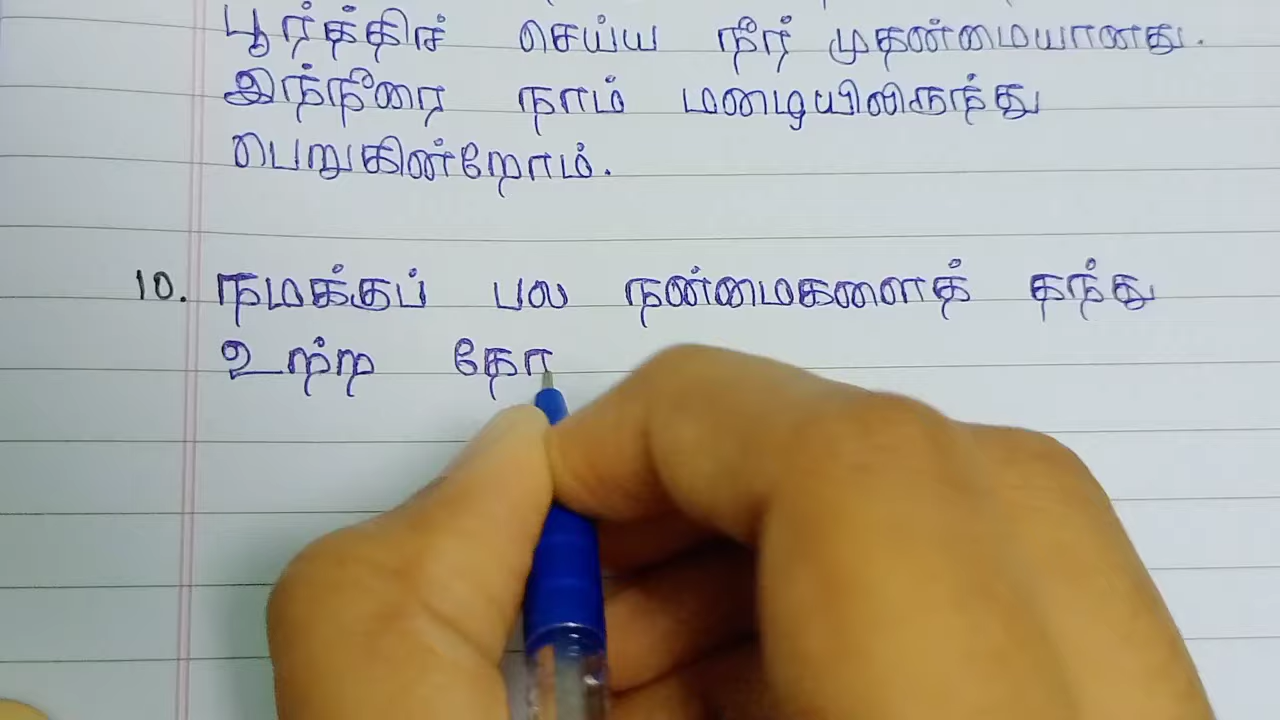 பூர்த்திச் செய்ய நீர் முதன்மையானது.
இந்நீரை நாம் மழையிலிருந்து
பெறுகின்றோம்.
10. நமக்குப் பல நன்மைகளைத் தந்து
உற்ற தோ